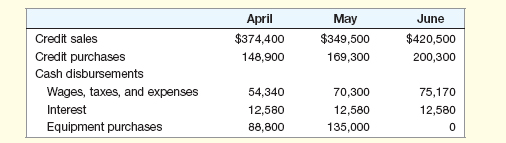 April May June
Credit sales $374,400 $349,500 $420,500
Credit purchases 148,900 169,300 200,300
Cash disbursements
Wages, taxes, and expenses 54,340 70,300 75,170
Interest 12,580 12,580 12,580
Equipment purchases 88,800 135,000 0